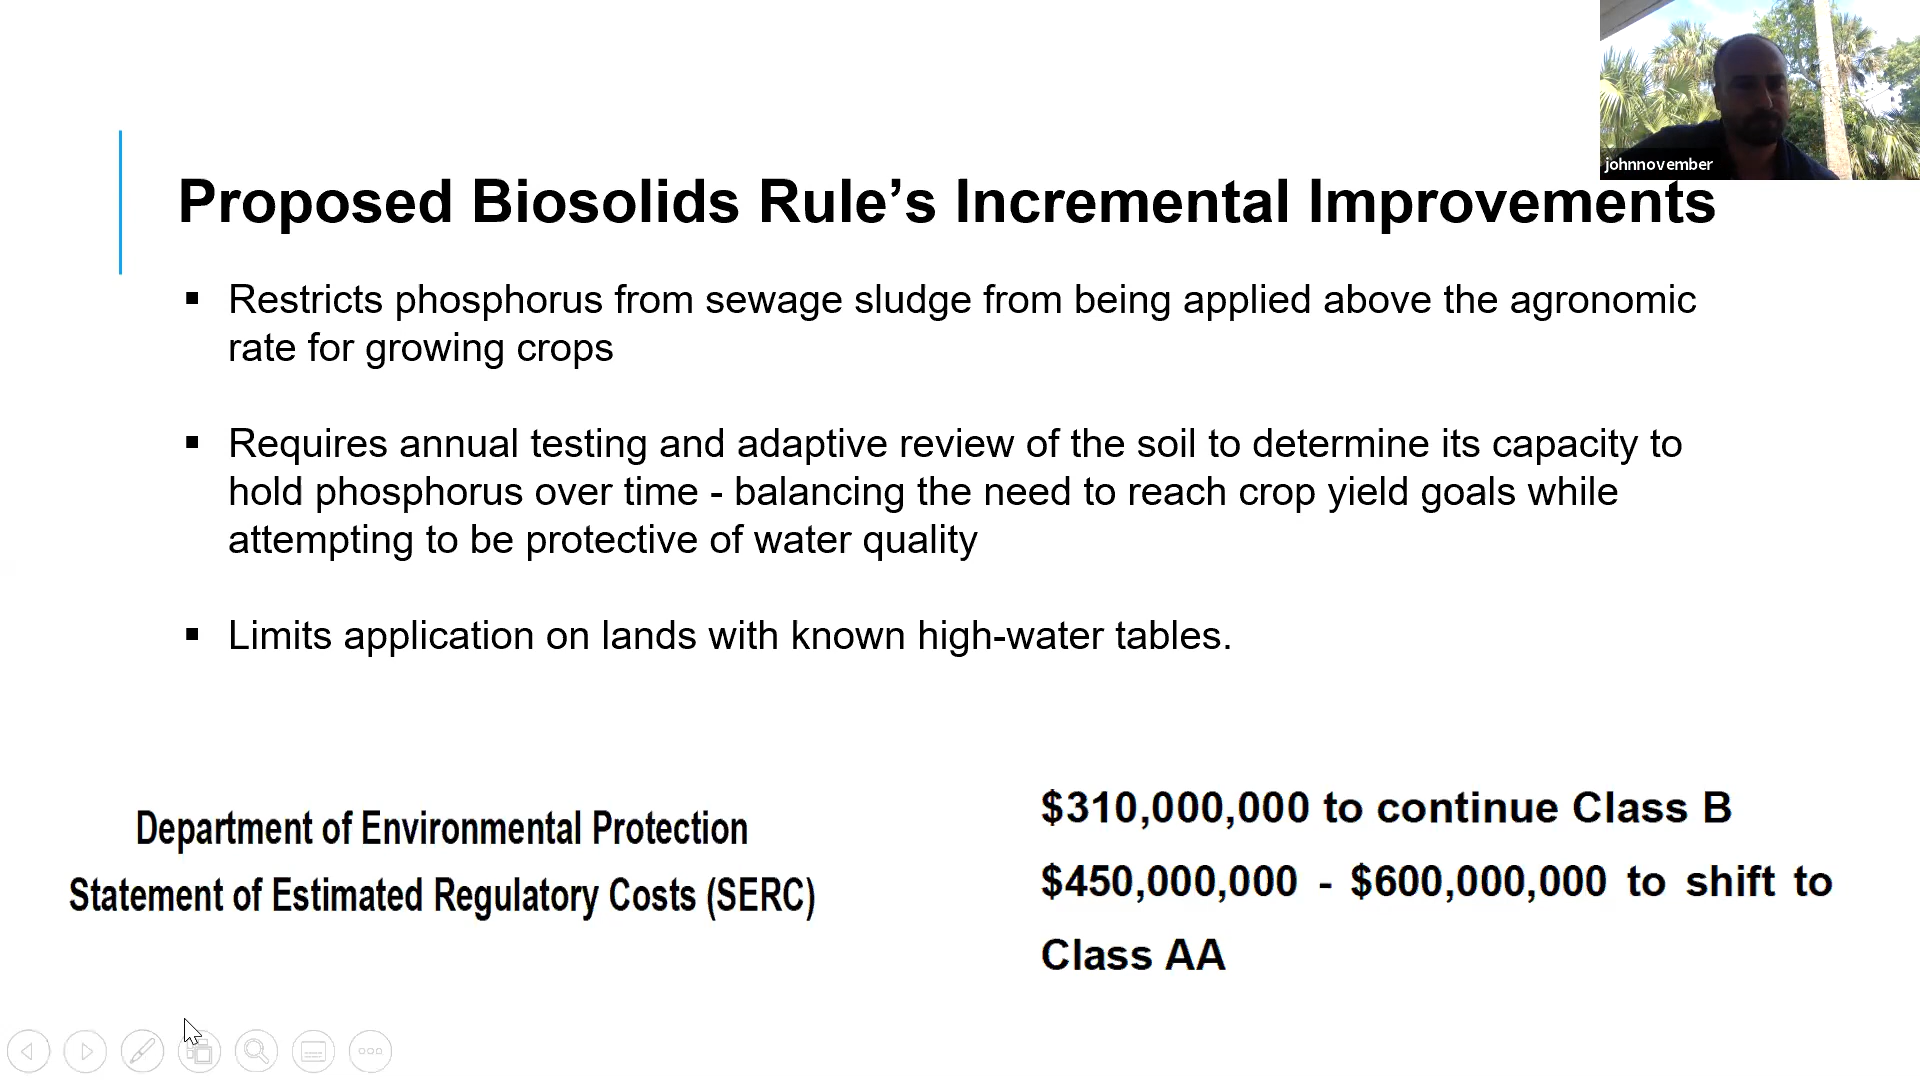 johnnovember
Proposed Biosolids Rule’s Incremental Improvements
▪ Restricts phosphorus from sewage sludge from being applied above the agronomic
rate for growing crops
▪ Requires annual testing and adaptive review of the soil to determine its capacity to
hold phosphorus over time - balancing the need to reach crop yield goals while
attempting to be protective of water quality
▪ Limits application on lands with known high-water tables.
Department of Environmental Protection
Statement of Estimated Regulatory Costs (SERC)
$310,000,000 to continue Class B
$450,000,000 - $600,000,000 to shift to
Class AA